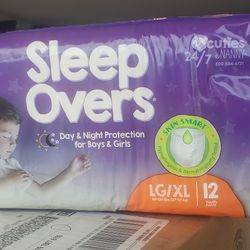 Sleep
Overs
cuties
24/7
Day & Night Protection
for Boys & Girls
SKIN SMART
LG/XL
12